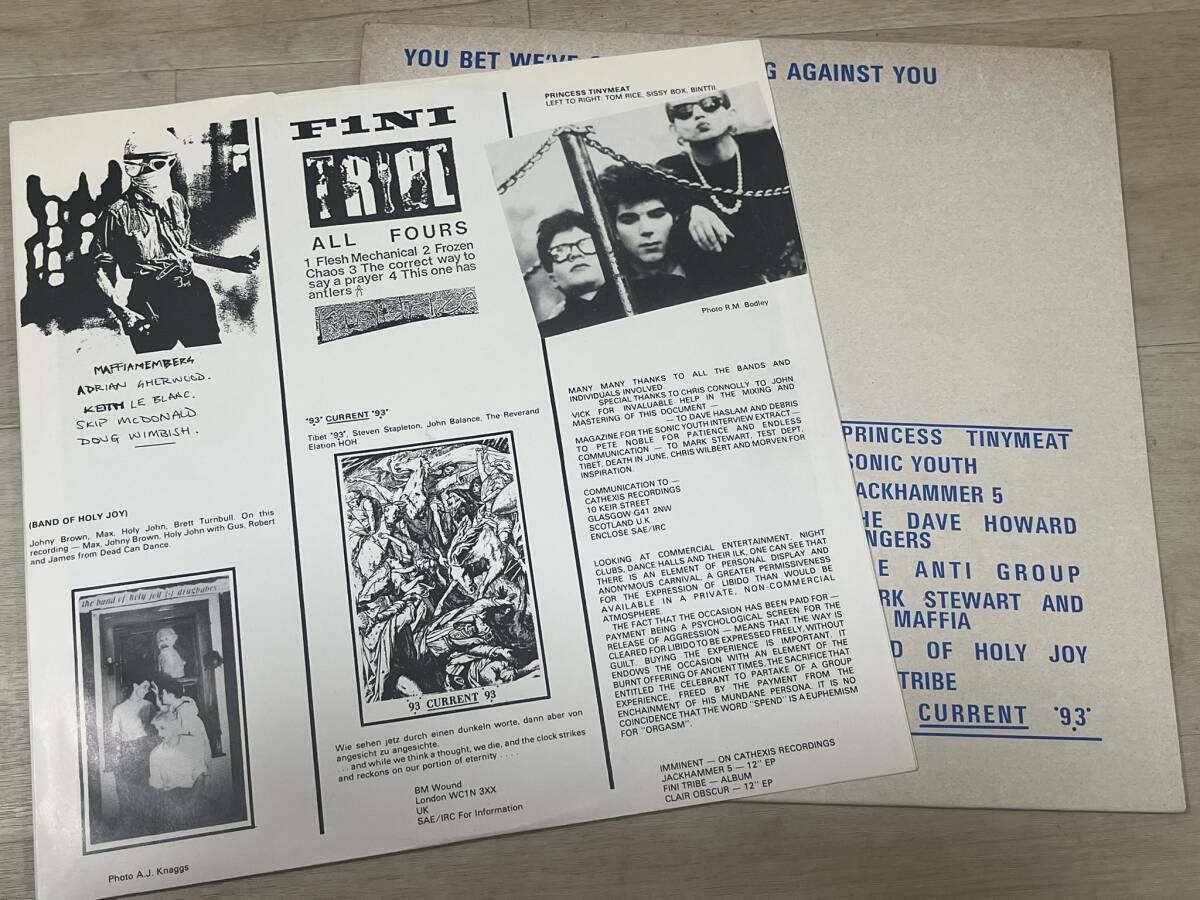 YOU BET WE'VE
G AGAINST YOU
PRINCESS TINYMEAT
SONIC YOUTH
ACKHAMMER 5
HE DAVE HOWARD
NGERS
E ANTI GROUP
RK STEWART AND
MAFFIA
D OF HOLY JOY
TRIBE
CURRENT '93'
MAFFIAMEMBERS
ADRIAN SHERWOOD.
KEITH LE BLANC.
SKIP McDONALD
DOUG WIMBISH.
(BAND OF HOLY JOY)
Johny Brown, Max, Holy John, Brett Turnbull. On this
recording — Max, Johny Brown, Holy John with Gus, Robert
and James from Dead Can Dance.
the band of holy joy
drugbabes
Photo A.J. Knaggs
F1NI
TRIBE
ALL FOURS
1 Flesh Mechanical 2 Frozen
Chaos 3 The correct way to
say a prayer 4 This one has
antlers
'93' CURRENT '93'
Tibet '93', Steven Stapleton, John Balance, The Reverand
Elation HOH.
93 CURRENT 93
Wie sehen jetz durch einen dunkeln worte, dann aber von
angesicht zu angesichte.
. . . and while we think a thought, we die, and the clock strikes
and reckons on our portion of eternity . . . .
BM Wound
London WC1N 3XX
UK
SAE/IRC For Information
PRINCESS TINYMEAT
LEFT TO RIGHT. TOM RICE, SISSY BOX, BINTTII.
Photo R.M. Bodley
MANY MANY THANKS TO ALL THE BANDS AND
INDIVIDUALS INVOLVED.
SPECIAL THANKS TO CHRIS CONNOLLY TO JOHN
VICK FOR INVALUABLE HELP IN THE MIXING AND
MASTERING OF THIS DOCUMENT —
— TO DAVE HASLAM AND DEBRIS
MAGAZINE FOR THE SONIC YOUTH INTERVIEW EXTRACT —
TO PETE NOBLE FOR PATIENCE AND ENDLESS
COMMUNICATION — TO MARK STEWART, TEST DEPT,
TIBET, DEATH IN JUNE, CHRIS WILBERT AND MORVEN FOR
INSPIRATION.
COMMUNICATION TO —
CATHEXIS RECORDINGS
10 KEIR STREET
GLASGOW G41 2NW
SCOTLAND U.K.
ENCLOSE SAE/IRC
LOOKING AT COMMERCIAL ENTERTAINMENT, NIGHT
CLUBS, DANCE HALLS AND THEIR ILK, ONE CAN SEE THAT
THERE IS AN ELEMENT OF PERSONAL DISPLAY AND
ANONYMOUS CARNIVAL, A GREATER PERMISSIVENESS
FOR THE EXPRESSION OF LIBIDO THAN WOULD BE
AVAILABLE IN A PRIVATE, NON-COMMERCIAL
ATMOSPHERE.
THE FACT THAT THE OCCASION HAS BEEN PAID FOR —
PAYMENT BEING A PSYCHOLOGICAL SCREEN FOR THE
RELEASE OF AGGRESSION — MEANS THAT THE WAY IS
CLEARED FOR LIBIDO TO BE EXPRESSED FREELY, WITHOUT
GUILT. BUYING THE EXPERIENCE IS IMPORTANT. IT
ENDOWS THE OCCASION WITH AN ELEMENT OF THE
BURNT OFFERING OF ANCIENT TIMES, THE SACRIFICE THAT
ENTITLED THE CELEBRANT TO PARTAKE OF A GROUP
EXPERIENCE, FREED BY THE PAYMENT FROM THE
ENCHAINMENT OF HIS MUNDANE PERSONA. IT IS NO
COINCIDENCE THAT THE WORD "SPEND" IS A EUPHEMISM
FOR "ORGASM".
IMMINENT — ON CATHEXIS RECORDINGS
JACKHAMMER 5 — 12" EP
FINI TRIBE — ALBUM
CLAIR OBSCUR — 12" EP